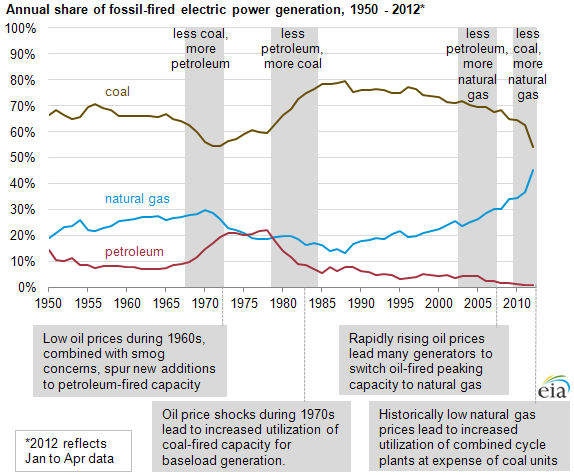 Annual share of fossil-fired electric power generation, 1950 - 2012*
less coal,
more
petroleum
less
petroleum,
more coal
less
petroleum,
more
natural
gas
less
coal,
more
natural
gas
100%
90%
80%
70%
60%
50%
40%
30%
20%
10%
0%
coal
natural gas
petroleum
1950 1955 1960 1965 1970 1975 1980 1985 1990 1995 2000 2005 2010
Low oil prices during 1960s,
combined with smog
concerns, spur new additions
to petroleum-fired capacity
Rapidly rising oil prices
lead many generators to
switch oil-fired peaking
capacity to natural gas
eia
Oil price shocks during 1970s
lead to increased utilization of
coal-fired capacity for
baseload generation.
Historically low natural gas
prices lead to increased
utilization of combined cycle
plants at expense of coal units
*2012 reflects
Jan to Apr data